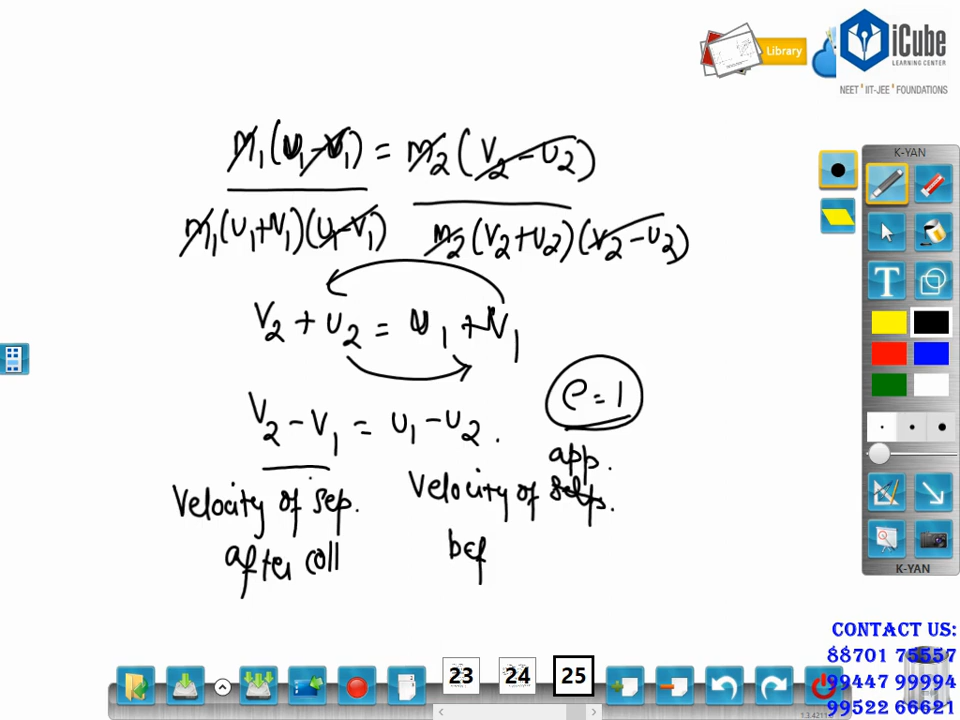 Library
iCube
LEARNING CENTER
NEET ' IIT-JEE ' FOUNDATIONS
m₁(u₁-v₁) = m₂(v₂-u₂)
m₁(u₁+v₁)(u₁-v₁) m₂(v₂+u₂)(v₂-u₂)
v₂+u₂ = u₁+v₁
e=1
v₂-v₁ = u₁-u₂.
app.
Velocity of sep. Velocity of
after coll bef
K-YAN
T
K-YAN
CONTACT US:
88701 75557
99447 99994
99522 66621
23 24 25